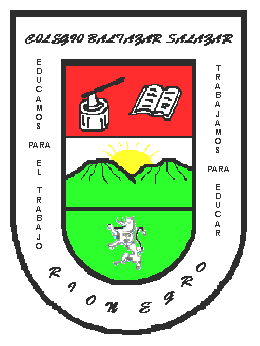 COLEGIO BALTAZAR SALAZAR
EDUCAMOS PARA EL TRABAJO
TRABAJAMOS PARA EDUCAR
RIONEGRO